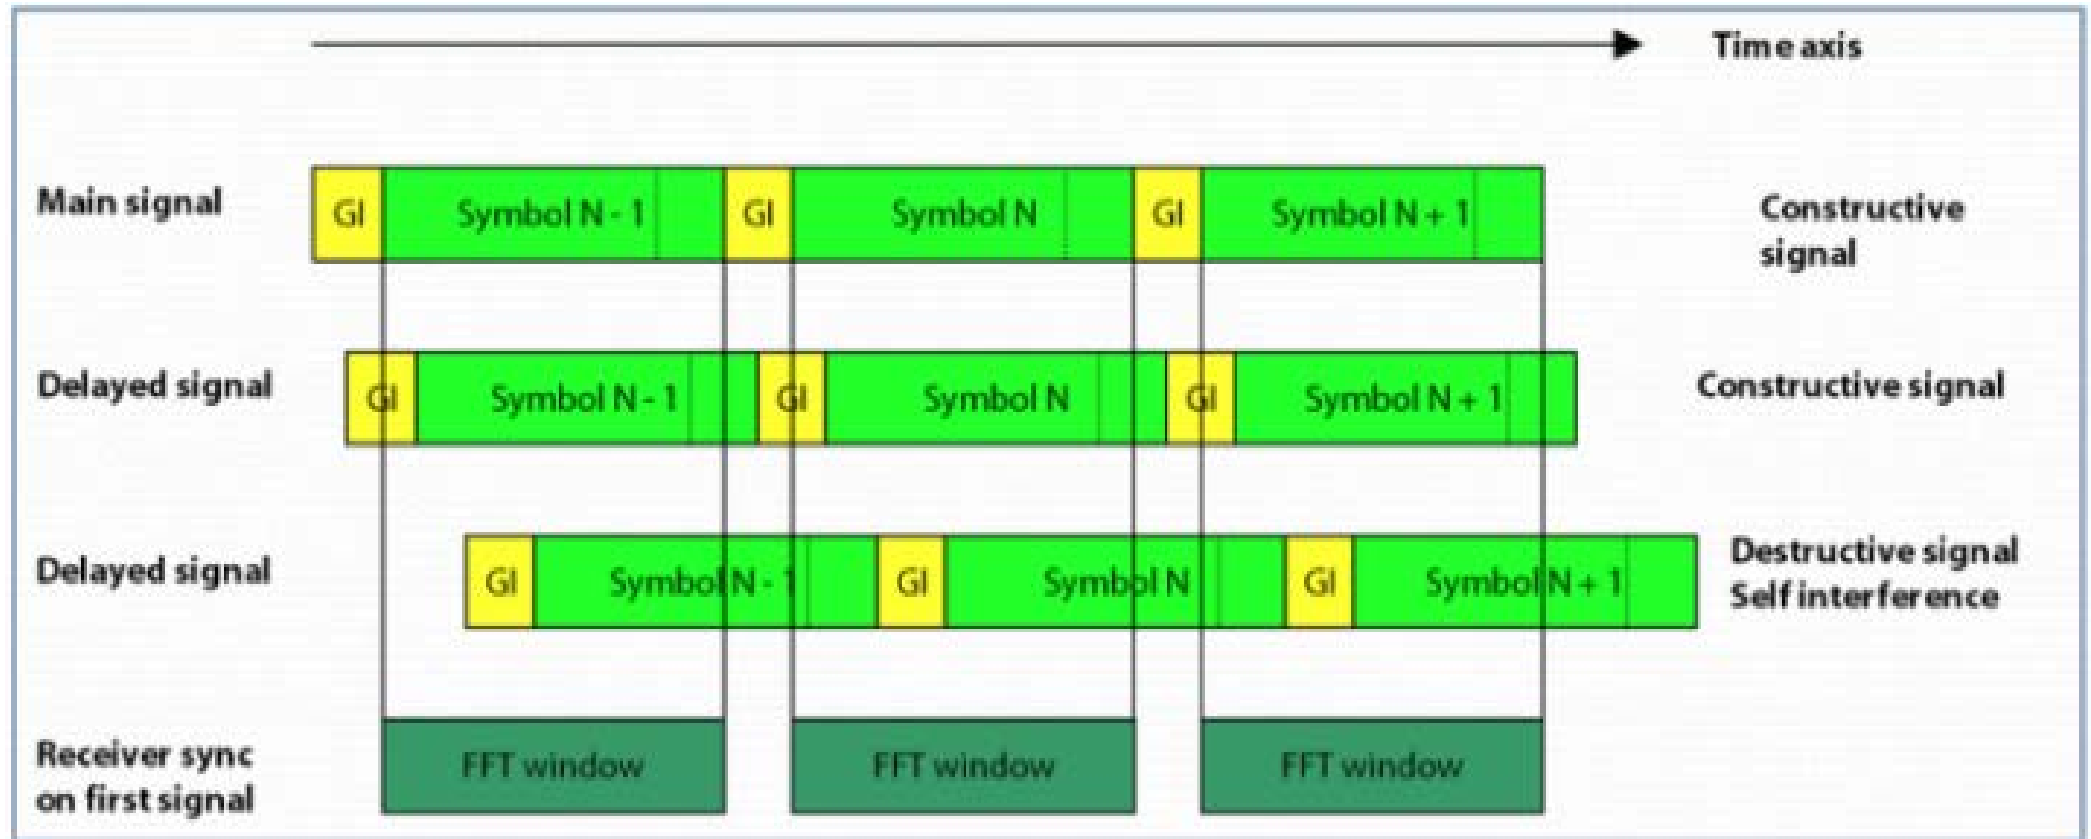 Time axis
Main signal
GI Symbol N - 1 GI Symbol N GI Symbol N + 1
Constructive
signal
Delayed signal
GI Symbol N - 1 GI Symbol N GI Symbol N + 1
Constructive signal
Delayed signal
GI Symbol N - 1 GI Symbol N GI Symbol N + 1
Destructive signal
Self interference
Receiver sync
on first signal
FFT window FFT window FFT window